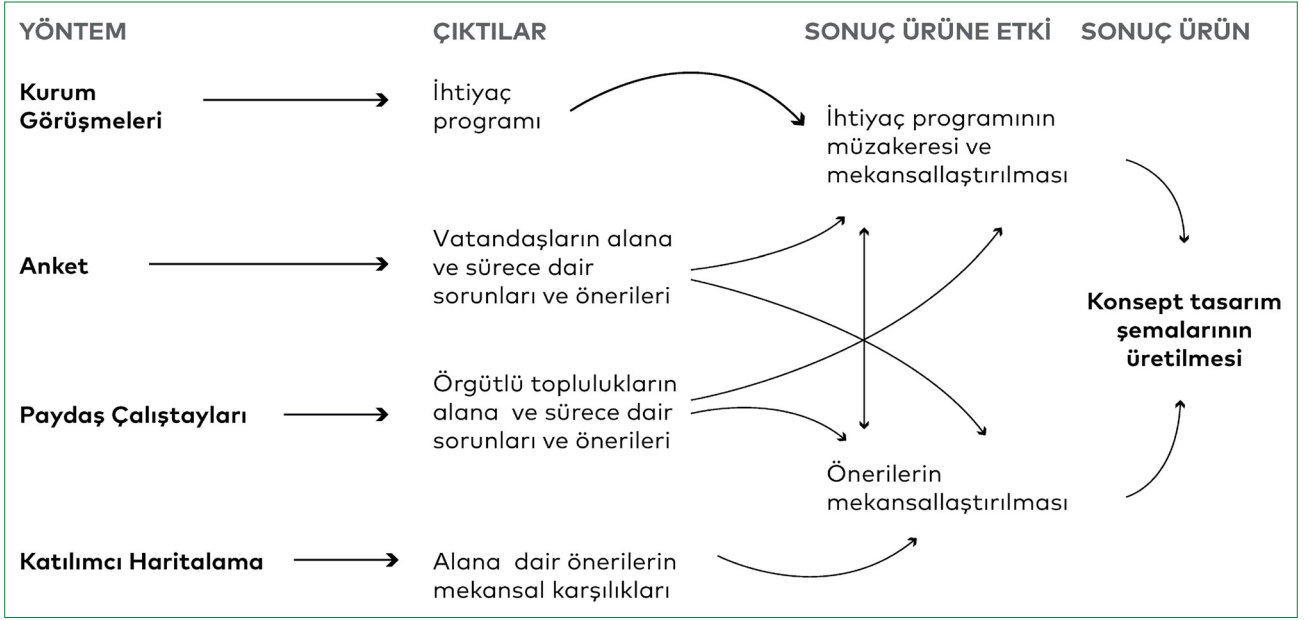 YÖNTEM
ÇIKTILAR
SONUÇ ÜRÜNE ETKİ
SONUÇ ÜRÜN
Kurum
Görüşmeleri
İhtiyaç
programı
İhtiyaç programının
müzakeresi ve
mekansallaştırılması
Anket
Vatandaşların alana
ve sürece dair
sorunları ve önerileri
Konsept tasarım
şemalarının
üretilmesi
Paydaş Çalıştayları
Örgütlü toplulukların
alana ve sürece dair
sorunları ve önerileri
Önerilerin
mekansallaştırılması
Katılımcı Haritalama
Alana dair önerilerin
mekansal karşılıkları